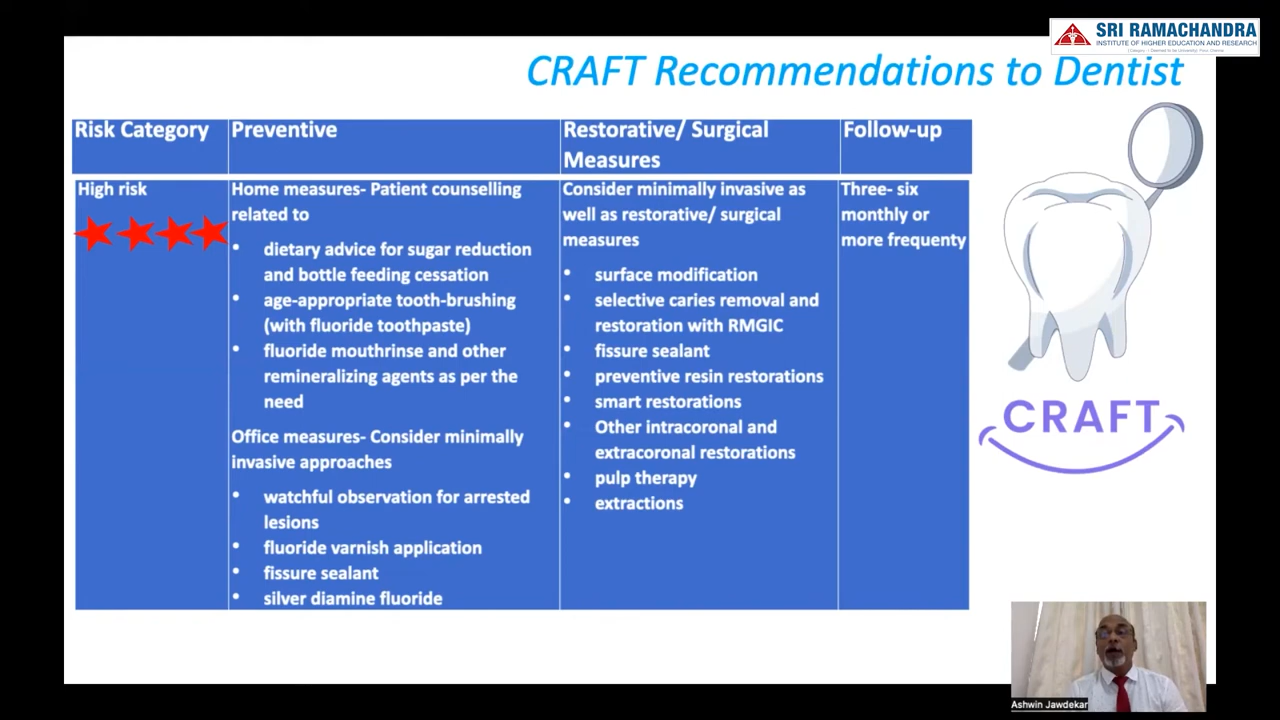 SRI RAMACHANDRA
INSTITUTE OF HIGHER EDUCATION AND RESEARCH
CRAFT Recommendations to Dentist
Risk Category
Preventive
Restorative/ Surgical
Measures
Follow-up
High risk
Home measures- Patient counselling
related to
• dietary advice for sugar reduction
and bottle feeding cessation
• age-appropriate tooth-brushing
(with fluoride toothpaste)
• fluoride mouthrinse and other
remineralizing agents as per the
need
Office measures- Consider minimally
invasive approaches
• watchful observation for arrested
lesions
• fluoride varnish application
• fissure sealant
• silver diamine fluoride
Consider minimally invasive as
well as restorative/ surgical
measures
• surface modification
• selective caries removal and
restoration with RMGIC
• fissure sealant
• preventive resin restorations
• smart restorations
• Other intracoronal and
extracoronal restorations
• pulp therapy
• extractions
Three- six
monthly or
more frequenty
CRAFT
Ashwin Jawdekar